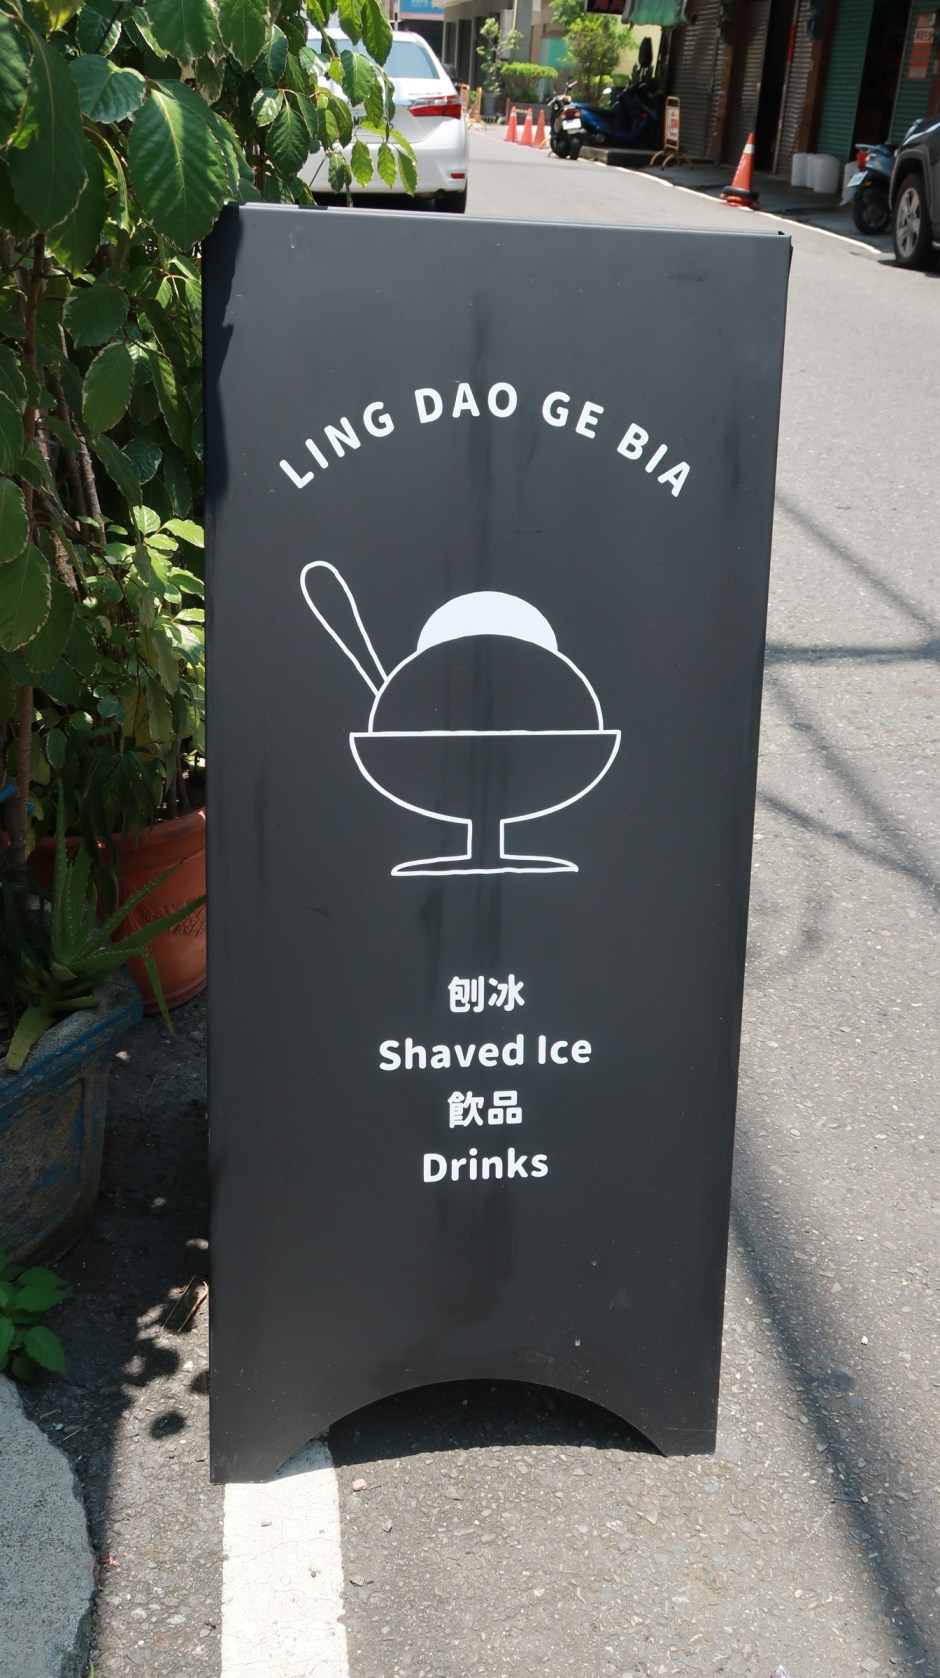 LING DAO GE BIA
刨冰
Shaved Ice
飲品
Drinks